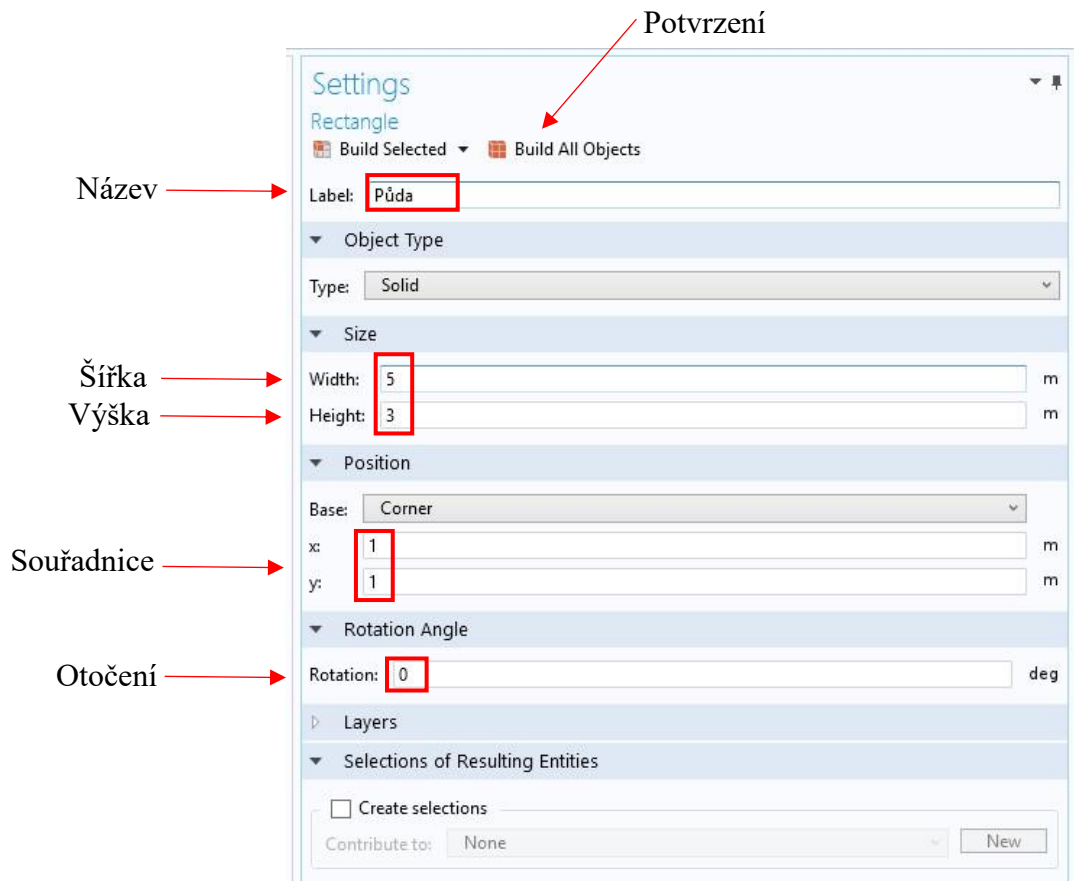 Potvrzení
Settings
Rectangle
Build Selected Build All Objects
Název
Label: Půda
Object Type
Type: Solid
Size
Šířka
Width: 5 m
Výška
Height: 3 m
Position
Base: Corner
Souřadnice
x: 1 m
y: 1 m
Rotation Angle
Otočení
Rotation: 0 deg
Layers
Selections of Resulting Entities
Create selections
Contribute to: None New